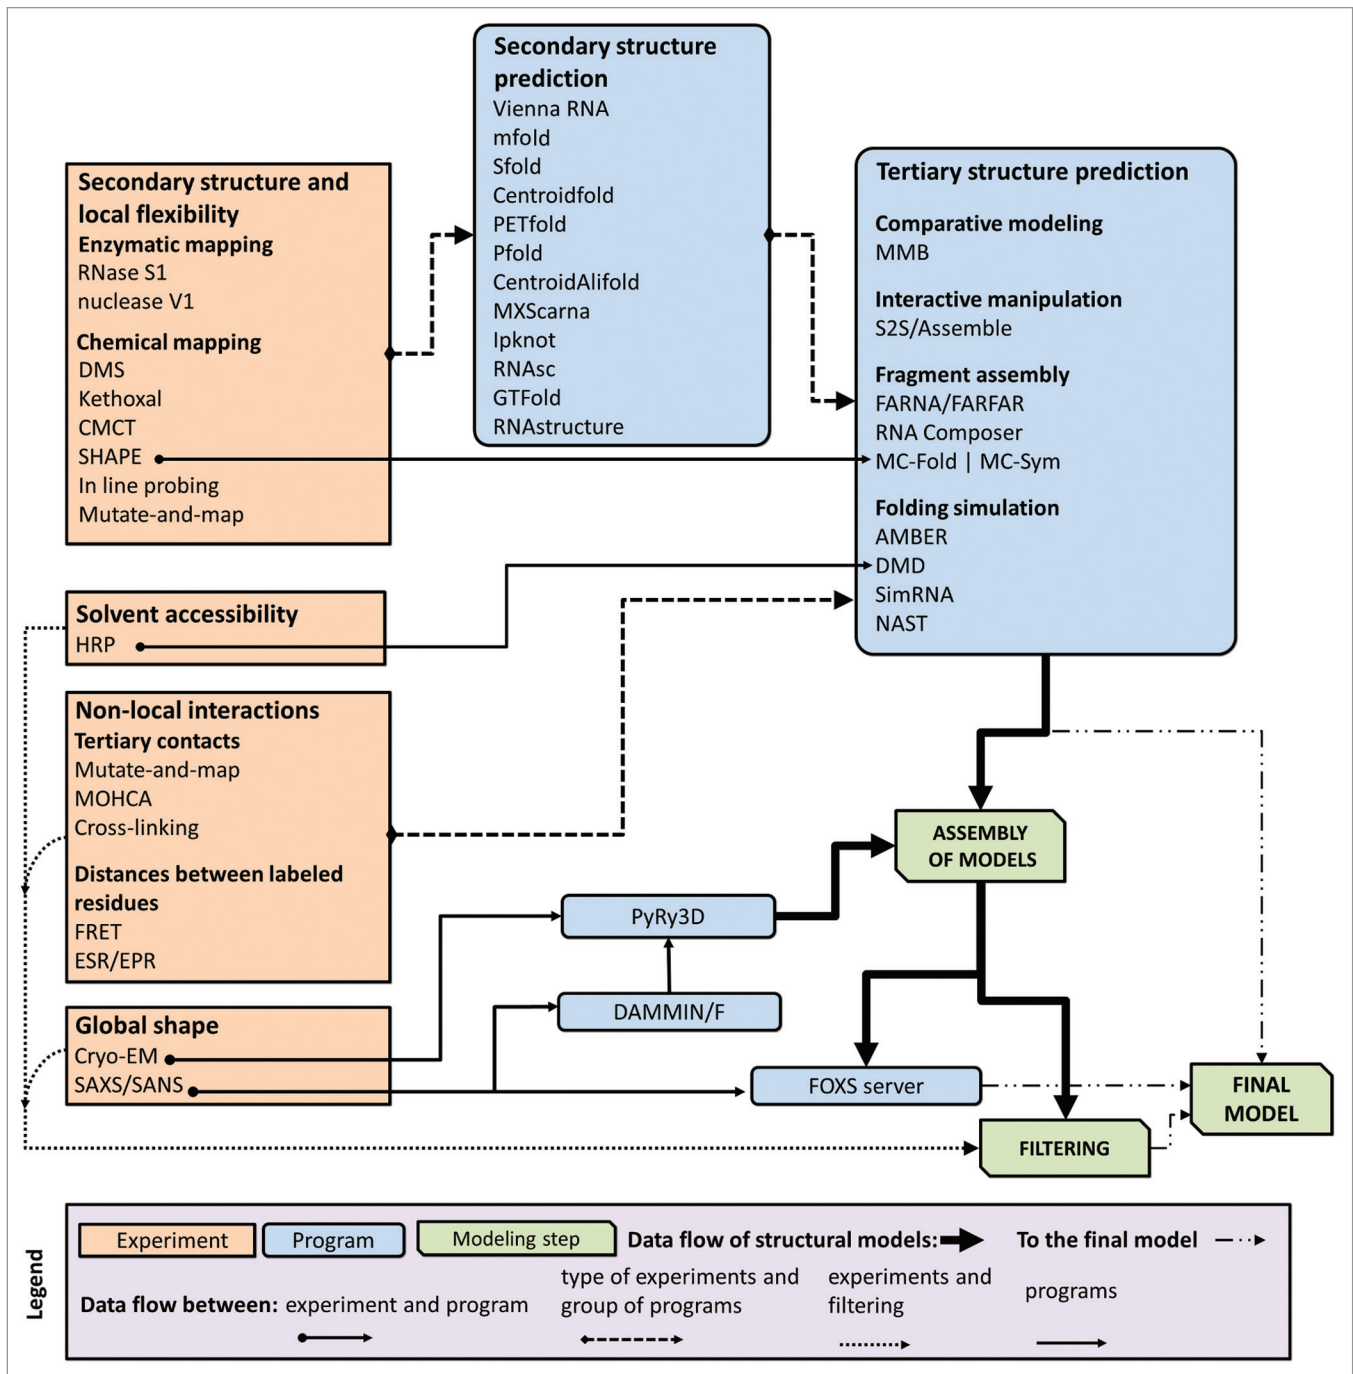 Secondary structure
prediction
Vienna RNA
mfold
Sfold
Centroidfold
PETfold
Pfold
CentroidAlifold
MXScarna
Ipknot
RNAsc
GTFold
RNAstructure
Secondary structure and
local flexibility
Enzymatic mapping
RNase S1
nuclease V1
Chemical mapping
DMS
Kethoxal
CMCT
SHAPE
In line probing
Mutate-and-map
Tertiary structure prediction
Comparative modeling
MMB
Interactive manipulation
S2S/Assemble
Fragment assembly
FARNA/FARFAR
RNA Composer
MC-Fold | MC-Sym
Folding simulation
AMBER
DMD
SimRNA
NAST
Solvent accessibility
HRP
Non-local interactions
Tertiary contacts
Mutate-and-map
MOHCA
Cross-linking
Distances between labeled
residues
FRET
ESR/EPR
Global shape
Cryo-EM
SAXS/SANS
ASSEMBLY
OF MODELS
PyRy3D
DAMMIN/F
FOXS server
FINAL
MODEL
FILTERING
Legend
Experiment
Program
Modeling step
Data flow of structural models:
To the final model
Data flow between:
experiment and program
type of experiments and
group of programs
experiments and
filtering
programs